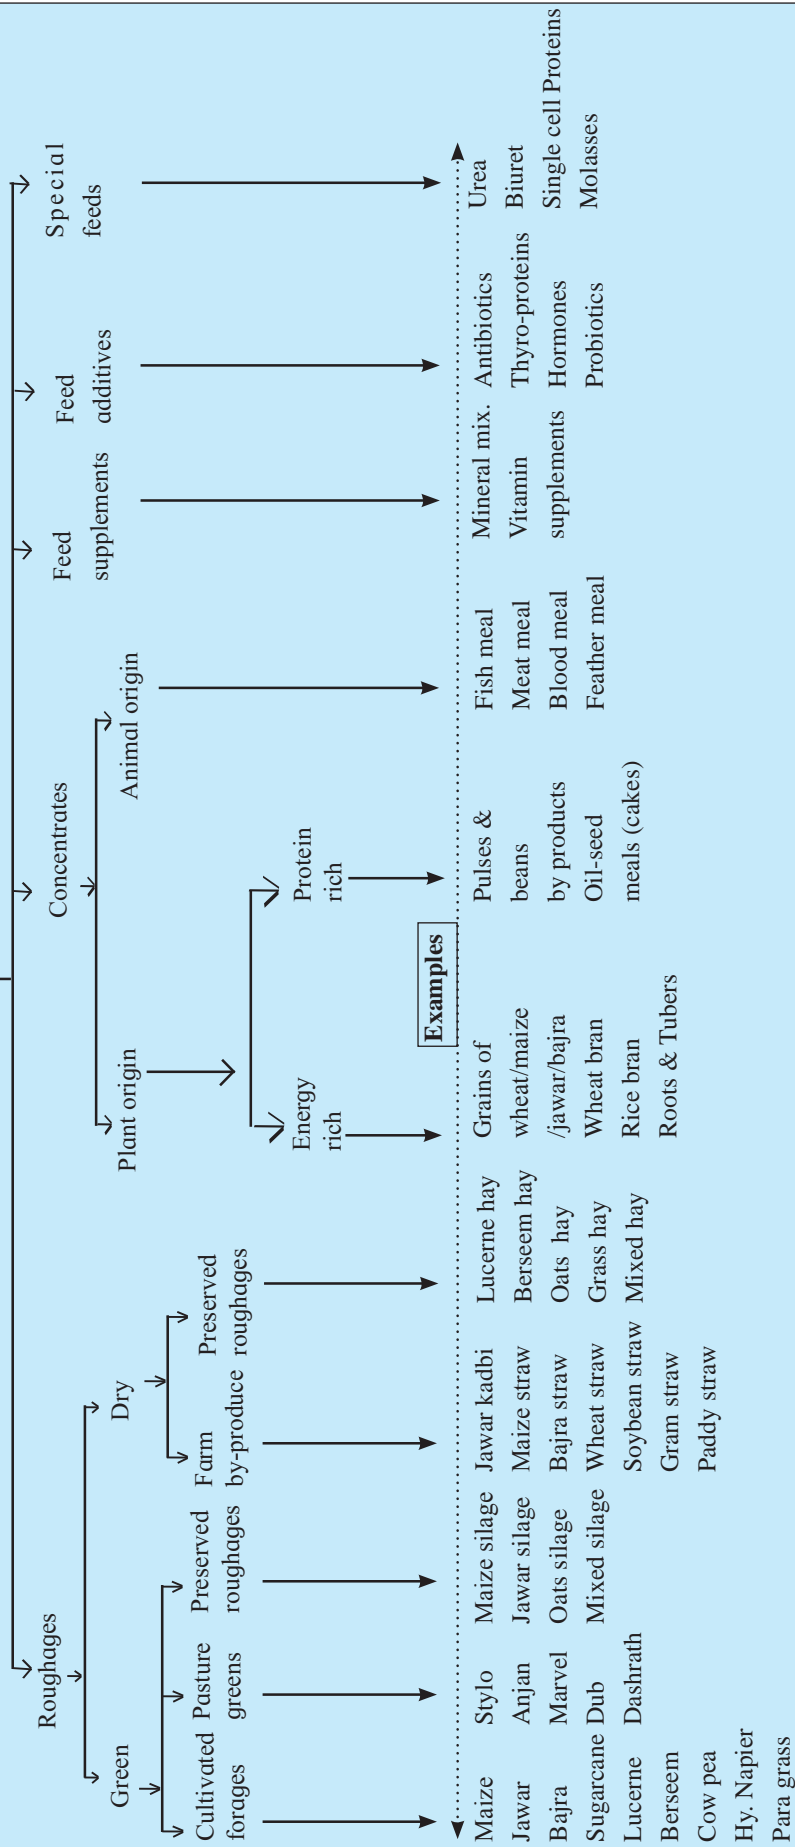 Roughages
Concentrates
Feed
supplements
Feed
additives
Special
feeds
Green
Dry
Plant origin
Animal origin
Cultivated
forages
Pasture
greens
Preserved
roughages
Farm
by-produce
Preserved
roughages
Energy
rich
Protein
rich
Examples
Maize
Jawar
Bajra
Sugarcane
Lucerne
Berseem
Cow pea
Hy. Napier
Para grass
Stylo
Anjan
Marvel
Dub
Dashrath
Maize silage
Jawar silage
Oats silage
Mixed silage
Jawar kadbi
Maize straw
Bajra straw
Wheat straw
Soybean straw
Gram straw
Paddy straw
Lucerne hay
Berseem hay
Oats hay
Grass hay
Mixed hay
Grains of
wheat/maize
/jawar/bajra
Wheat bran
Rice bran
Roots & Tubers
Pulses &
beans
by products
Oil-seed
meals (cakes)
Fish meal
Meat meal
Blood meal
Feather meal
Mineral mix.
Vitamin
supplements
Antibiotics
Thyro-proteins
Hormones
Probiotics
Urea
Biuret
Single cell Proteins
Molasses